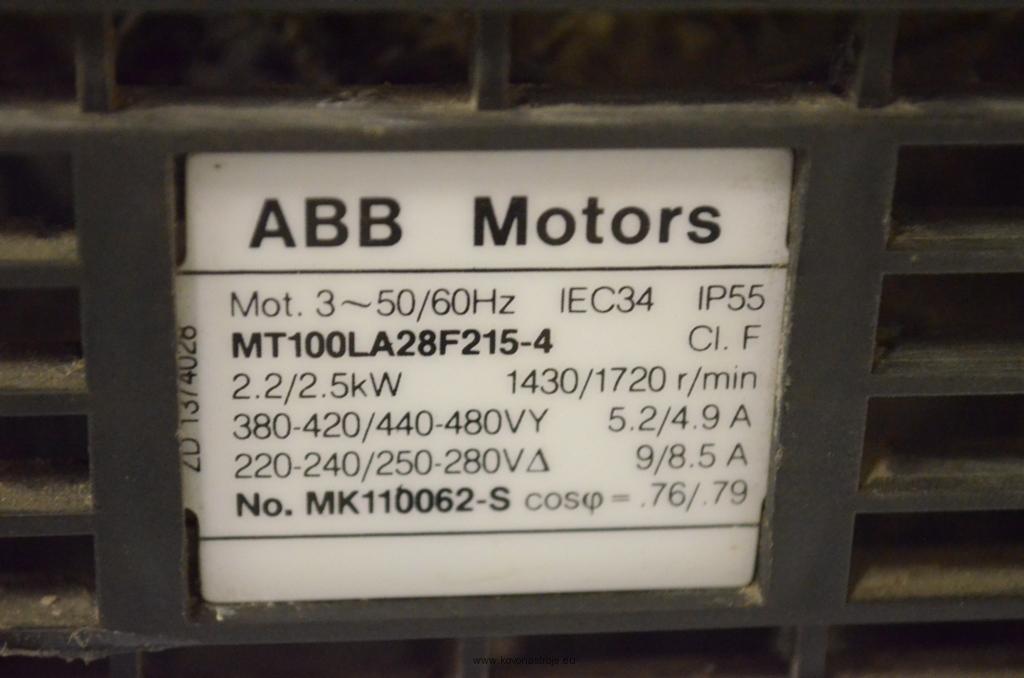 ABB Motors
Mot. 3~50/60Hz IEC34 IP55
MT100LA28F215-4 Cl. F
2.2/2.5kW 1430/1720 r/min
380-420/440-480VY 5.2/4.9 A
220-240/250-280VΔ 9/8.5 A
No. MK110062-S cosφ = .76/.79
ZD 1374028
www.kovonastroje.eu